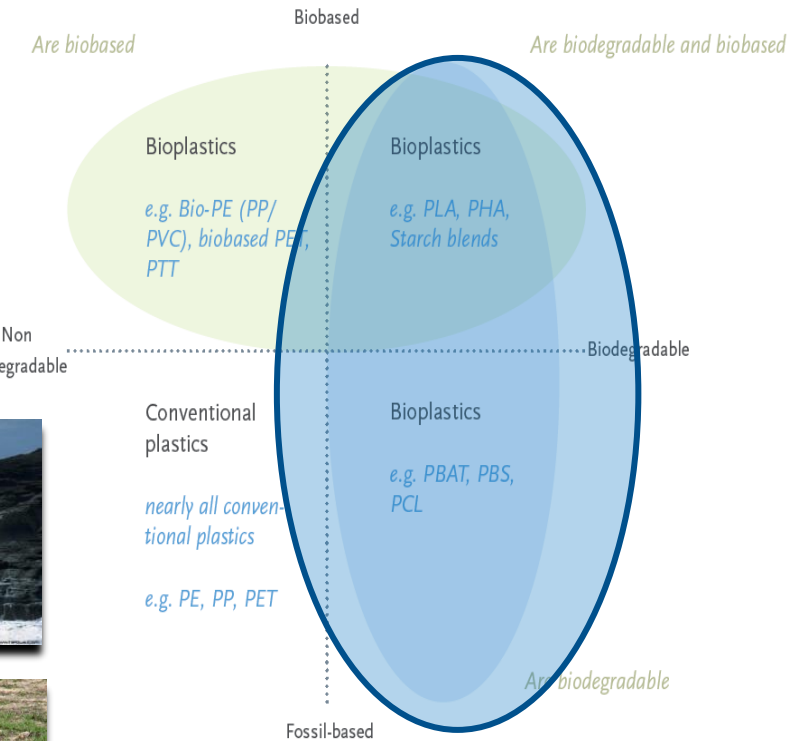 Biobased
Are biobased
Are biodegradable and biobased
Bioplastics
e.g. Bio-PE (PP/
PVC), biobased PET,
PTT
Bioplastics
e.g. PLA, PHA,
Starch blends
Non
egradable
Biodegradable
Conventional
plastics
nearly all conven-
tional plastics
e.g. PE, PP, PET
Bioplastics
e.g. PBAT, PBS,
PCL
Are biodegradable
Fossil-based